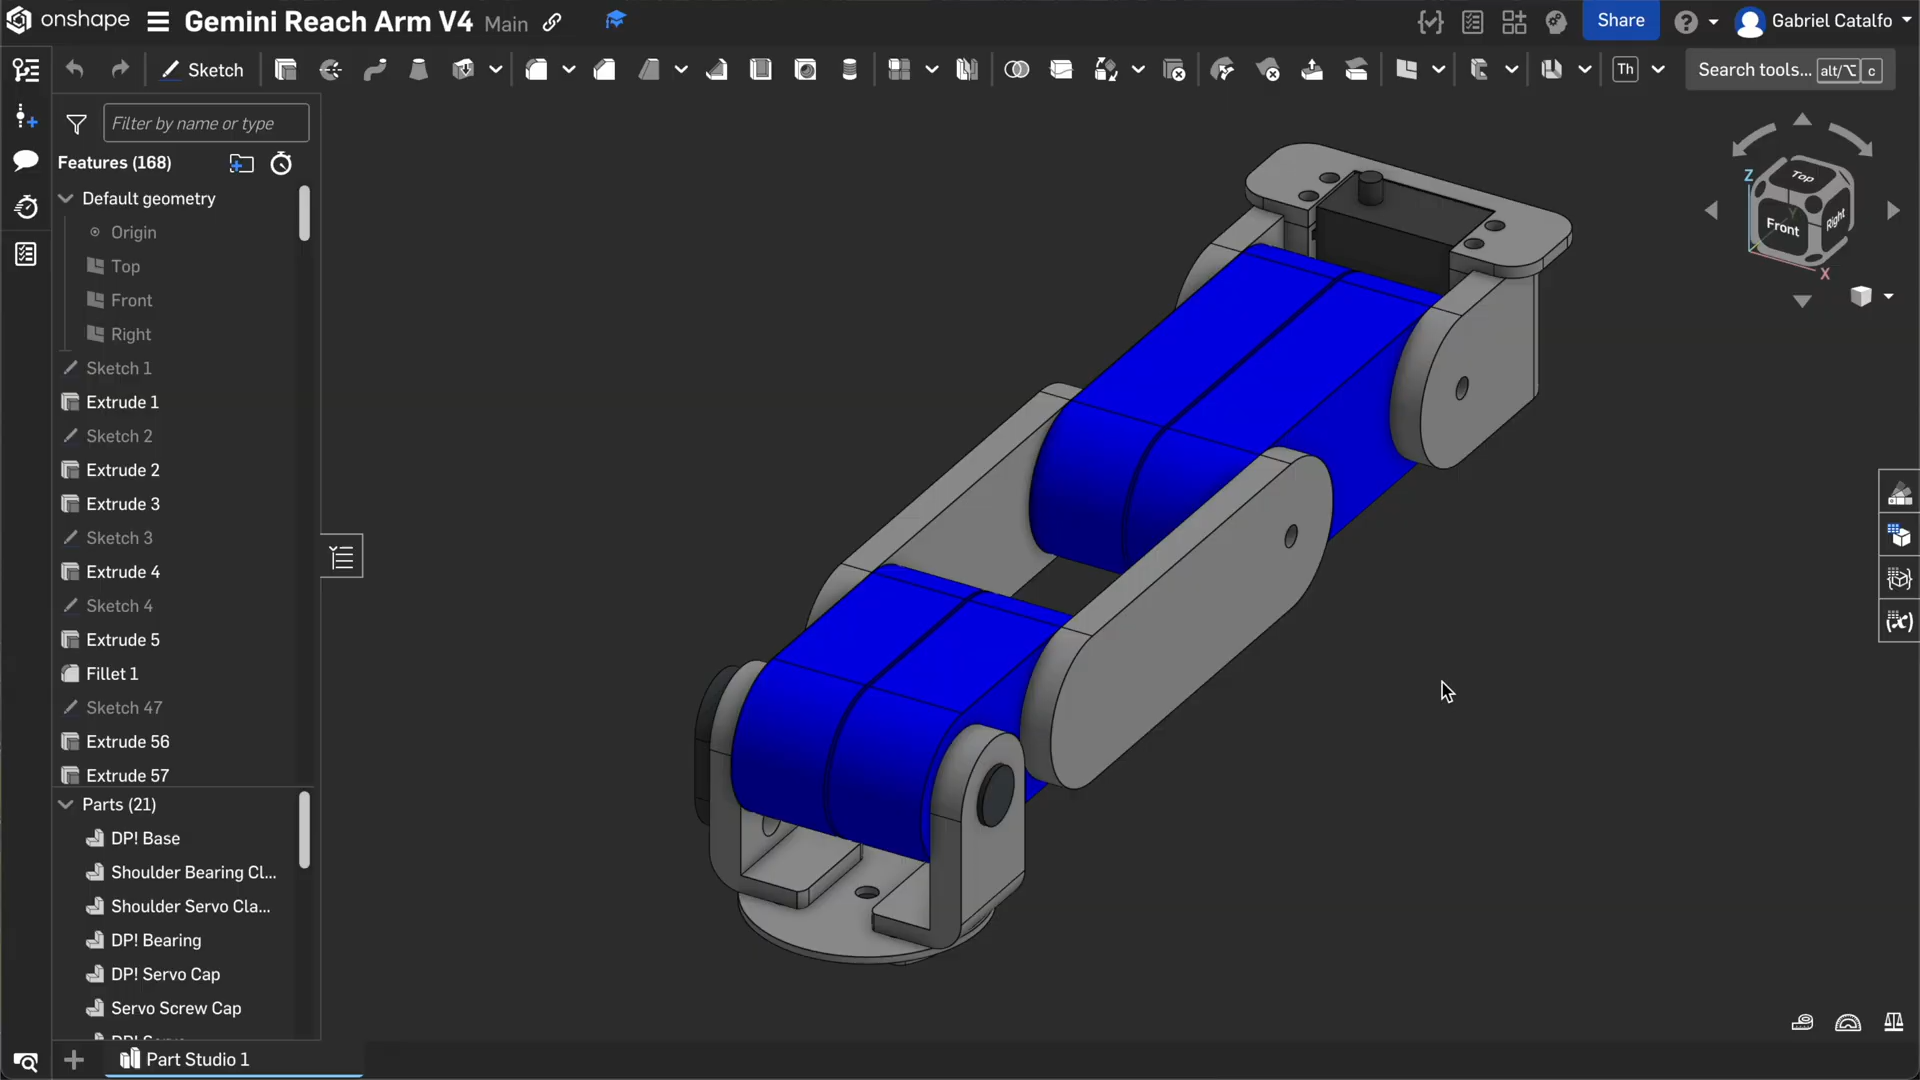 onshape
Gemini Reach Arm V4 Main
Share
Gabriel Catalfo
Sketch
Th
Search tools... alt/⌥ c
Filter by name or type
Features (168)
Default geometry
Origin
Top
Front
Right
Sketch 1
Extrude 1
Sketch 2
Extrude 2
Extrude 3
Sketch 3
Extrude 4
Sketch 4
Extrude 5
Fillet 1
Sketch 47
Extrude 56
Extrude 57
Parts (21)
DP! Base
Shoulder Bearing Cl...
Shoulder Servo Cla...
DP! Bearing
DP! Servo Cap
Servo Screw Cap
Part Studio 1
Z
Top
Front
Right
Y
X